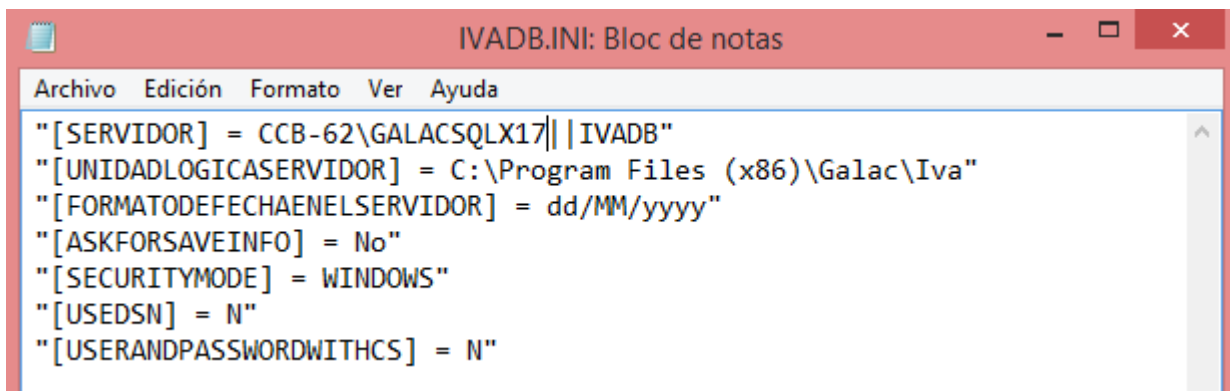 IVADB.INI: Bloc de notas
Archivo Edición Formato Ver Ayuda
"[SERVIDOR] = CCB-62\GALACSQLX17||IVADB"
"[UNIDADLOGICASERVIDOR] = C:\Program Files (x86)\Galac\Iva"
"[FORMATODEFECHAENELSERVIDOR] = dd/MM/yyyy"
"[ASKFORSAVEINFO] = No"
"[SECURITYMODE] = WINDOWS"
"[USEDSN] = N"
"[USERANDPASSWORDWITHCS] = N"